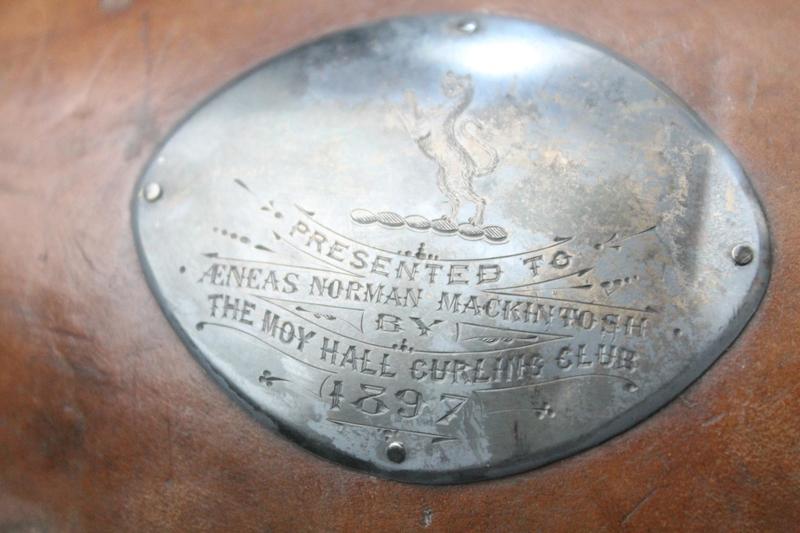 PRESENTED TO
ÆNEAS NORMAN MACKINTOSH
BY
THE MOY HALL CURLING CLUB
1897